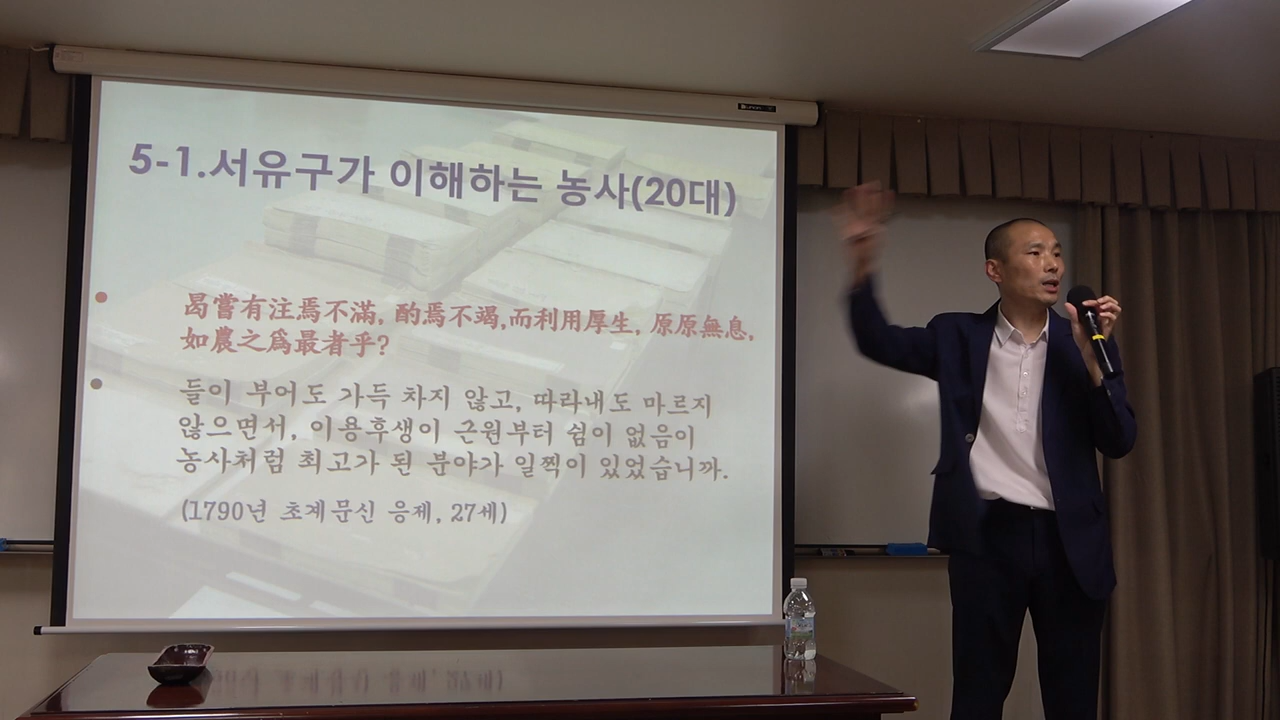 5-1.서유구가 이해하는 농사(20대)
曷嘗有注焉不滿, 酌焉不竭,而利用厚生, 原原無息,
如農之爲最者乎?
들이 부어도 가득 차지 않고, 따라내도 마르지
않으면서, 이용후생이 근원부터 쉼이 없음이
농사처럼 최고가 된 분야가 일찍이 있었습니까.
(1790년 초계문신 응제, 27세)